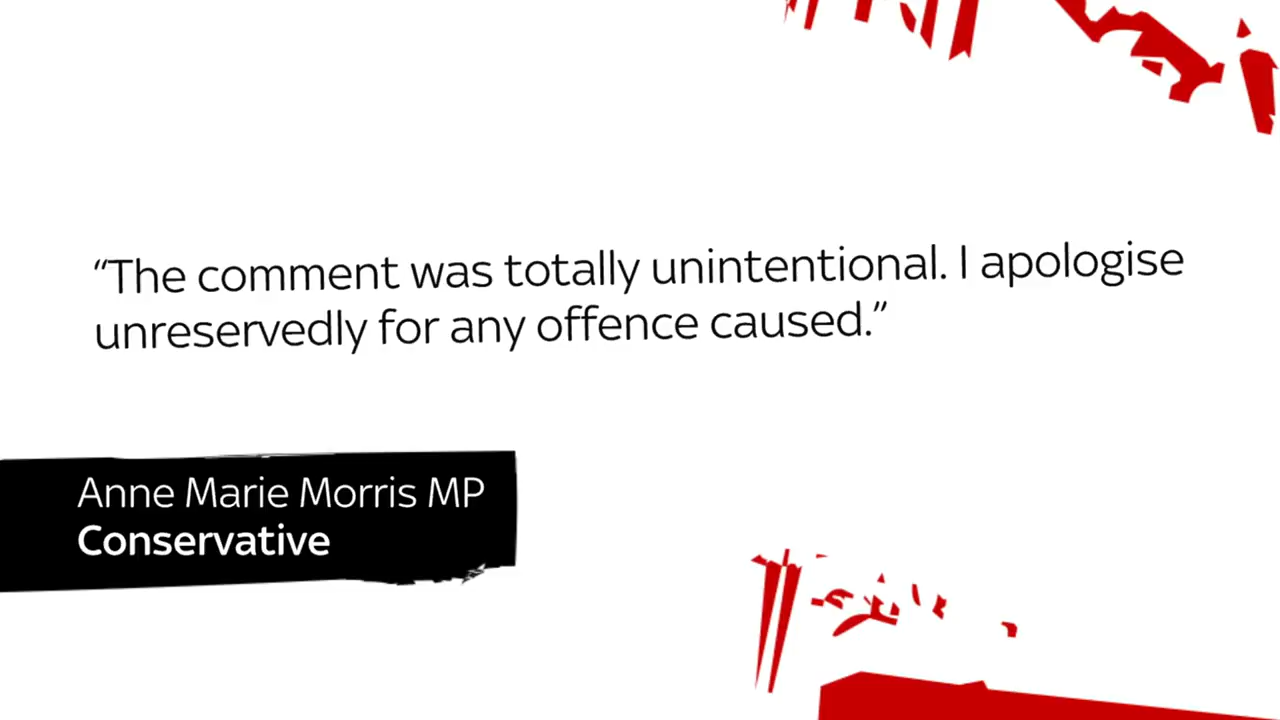 “The comment was totally unintentional. I apologise
unreservedly for any offence caused.”
Anne Marie Morris MP
Conservative